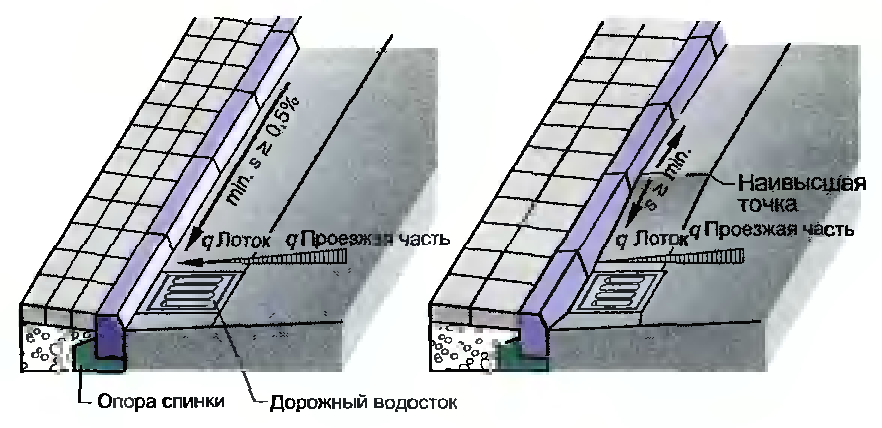 min. s ≥ 0,5%
q Лоток q Проезжая часть
Опора спинки
Дорожный водосток
s ≥ min.
Наивысшая
точка
q Лоток q Проезжая часть